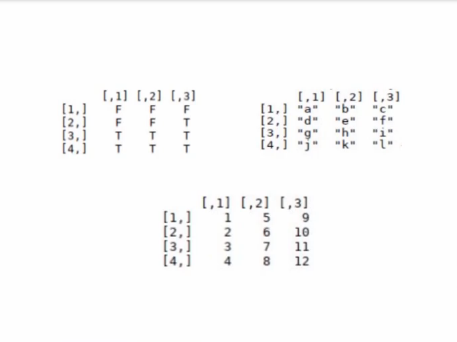 [,1] [,2] [,3]
[1,] F F F
[2,] F F T
[3,] T T T
[4,] T T T
[,1] [,2] [,3]
[1,] "a" "b" "c"
[2,] "d" "e" "f"
[3,] "g" "h" "i"
[4,] "j" "k" "l"
[,1] [,2] [,3]
[1,] 1 5 9
[2,] 2 6 10
[3,] 3 7 11
[4,] 4 8 12